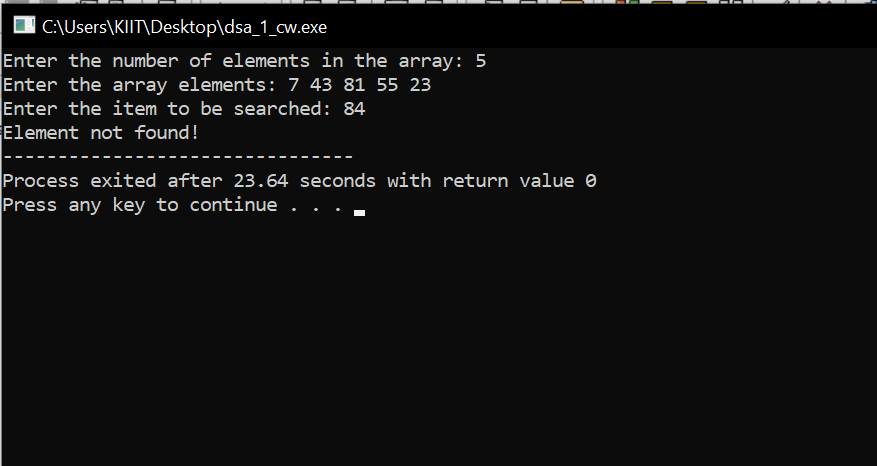 C:\Users\KIIT\Desktop\dsa_1_cw.exe
Enter the number of elements in the array: 5
Enter the array elements: 7 43 81 55 23
Enter the item to be searched: 84
Element not found!
--------------------------------
Process exited after 23.64 seconds with return value 0
Press any key to continue . . .